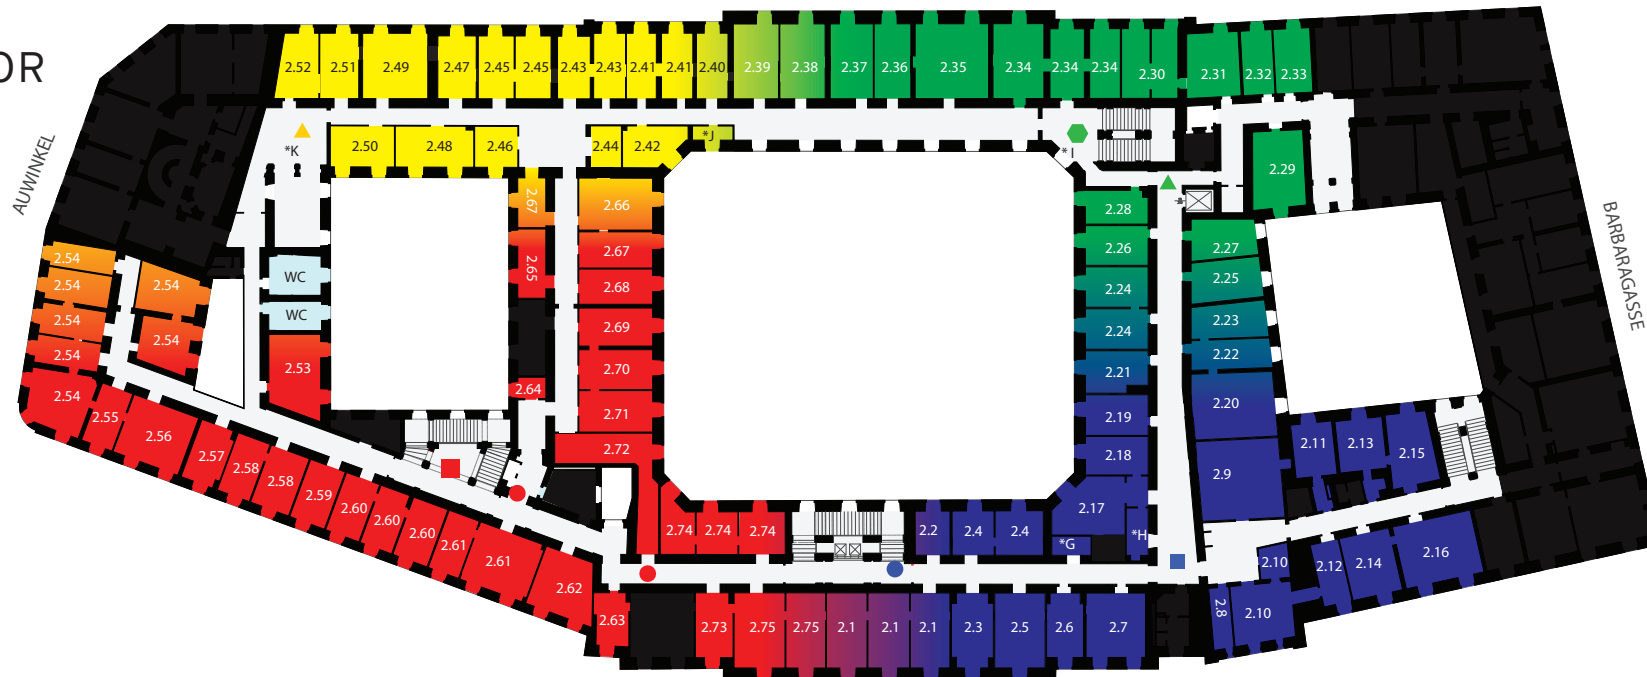 OR
AUWINKEL
BARBARAGASSE
2.52 2.51 2.49 2.47 2.45 2.45 2.43 2.43 2.41 2.41 2.40 2.39 2.38 2.37 2.36 2.35 2.34 2.34 2.34 2.30 2.31 2.32 2.33
*K 2.50 2.48 2.46 2.44 2.42 *J *I 2.29
2.67 2.66 2.28
2.54 2.27
2.54 2.54 WC 2.65 2.67 2.26 2.25
2.54 2.54 WC 2.68 2.24 2.23
2.54 2.53 2.69 2.24 2.22
2.54 2.64 2.70 2.21 2.20
2.55 2.56 2.71 2.19 2.11 2.13 2.15
2.57 2.58 2.58 2.59 2.60 2.60 2.60 2.61 2.61 2.62 2.63
2.72 2.18 2.9
2.74 2.74 2.74 2.2 2.4 2.4 2.17 *G *H
2.10 2.12 2.14 2.16
2.73 2.75 2.75 2.1 2.1 2.1 2.3 2.5 2.6 2.7 2.8 2.10